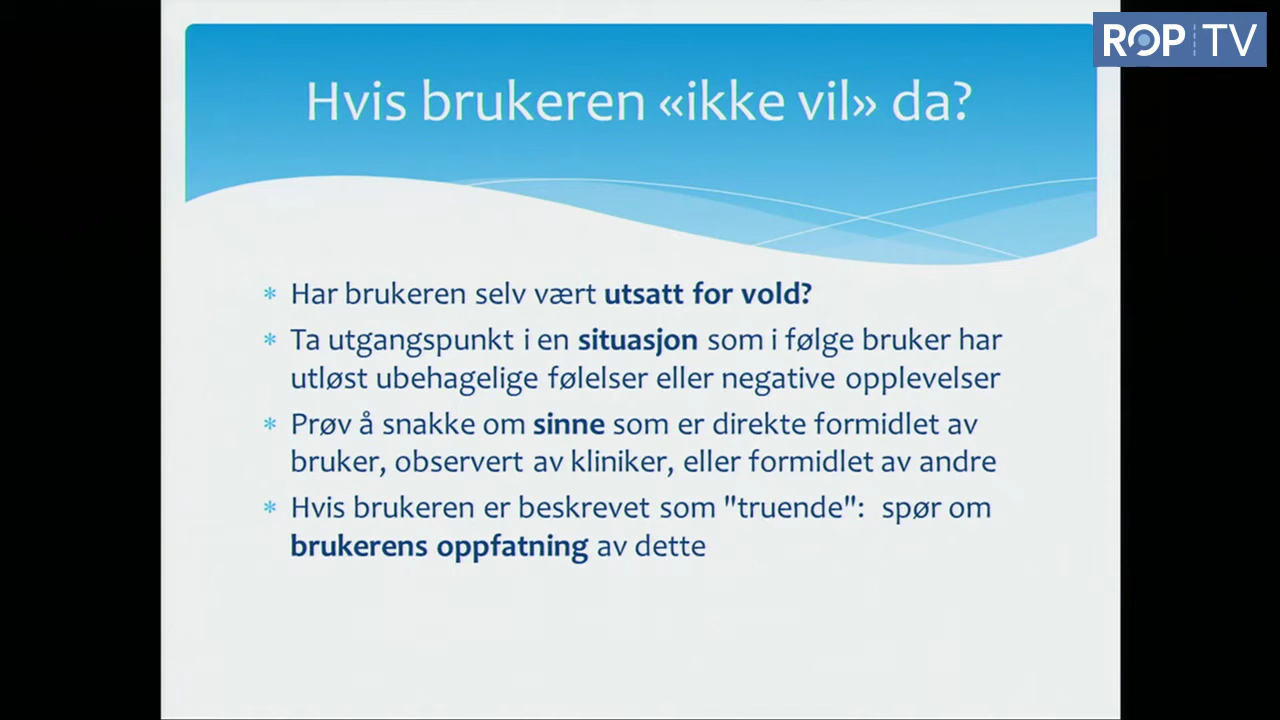 ROP TV
Hvis brukeren «ikke vil» da?
* Har brukeren selv vært utsatt for vold?
* Ta utgangspunkt i en situasjon som i følge bruker har
utløst ubehagelige følelser eller negative opplevelser
* Prøv å snakke om sinne som er direkte formidlet av
bruker, observert av kliniker, eller formidlet av andre
* Hvis brukeren er beskrevet som "truende":  spør om
brukerens oppfatning av dette